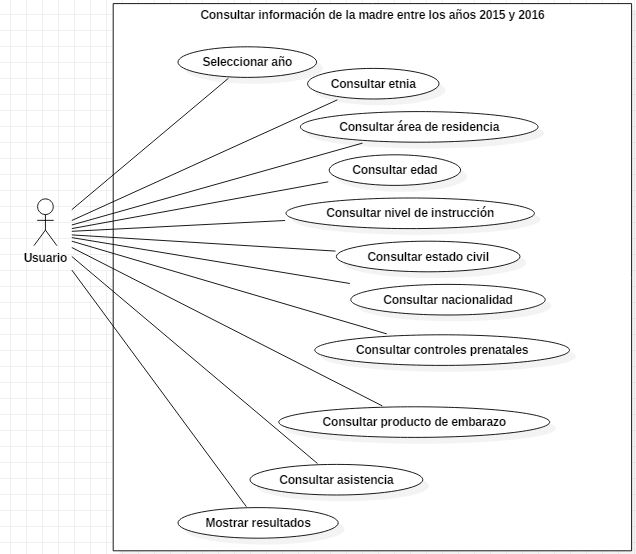 Consultar información de la madre entre los años 2015 y 2016
Seleccionar año
Consultar etnia
Consultar área de residencia
Consultar edad
Consultar nivel de instrucción
Usuario
Consultar estado civil
Consultar nacionalidad
Consultar controles prenatales
Consultar producto de embarazo
Consultar asistencia
Mostrar resultados